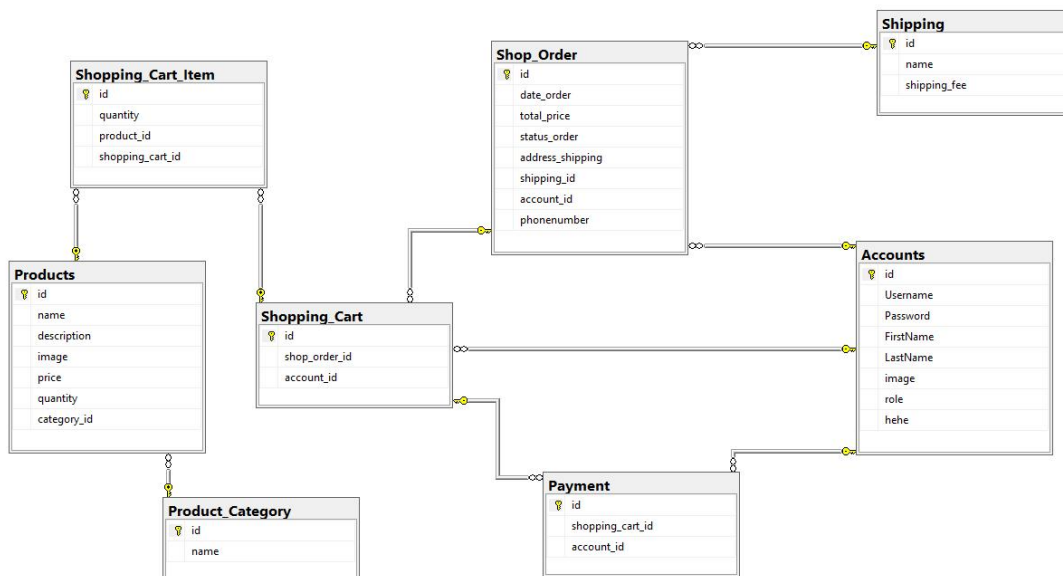 Shipping
id
name
shipping_fee
Shop_Order
id
date_order
total_price
status_order
address_shipping
shipping_id
account_id
phonenumber
Shopping_Cart_Item
id
quantity
product_id
shopping_cart_id
Accounts
id
Username
Password
FirstName
LastName
image
role
hehe
Products
id
name
description
image
price
quantity
category_id
Shopping_Cart
id
shop_order_id
account_id
Payment
id
shopping_cart_id
account_id
Product_Category
id
name